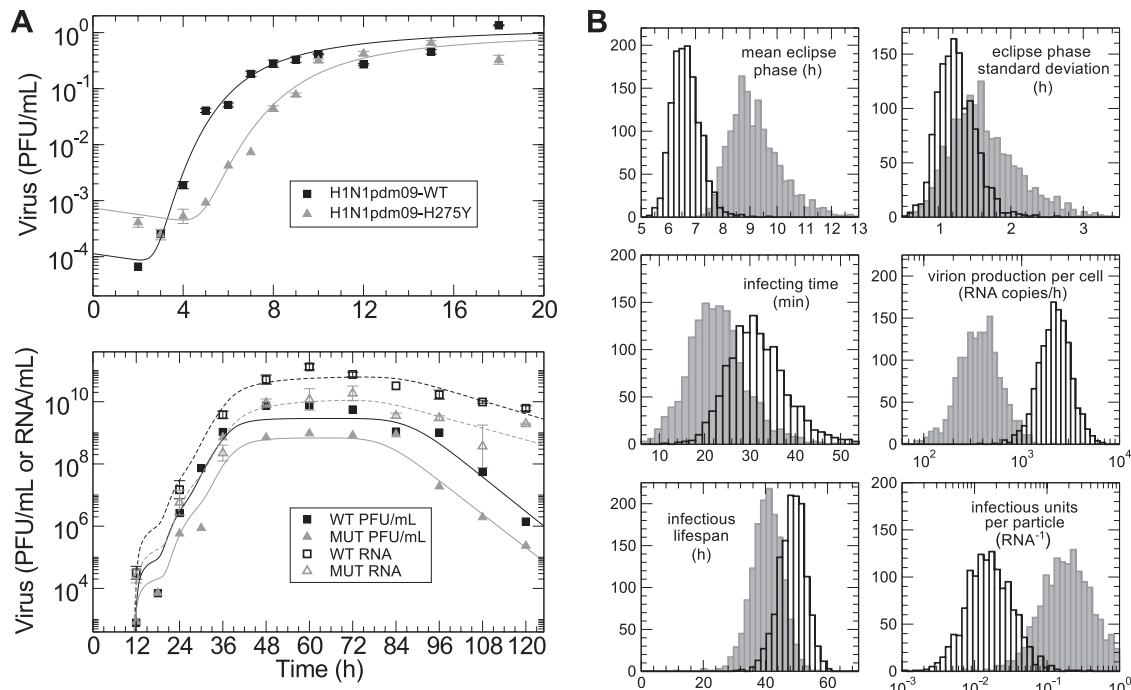 A
Virus (PFU/mL)
10^0
10^-1
10^-2
10^-3
10^-4
H1N1pdm09-WT
H1N1pdm09-H275Y
0 4 8 12 16 20
Virus (PFU/mL or RNA/mL)
10^10
10^8
10^6
10^4
WT PFU/mL
MUT PFU/mL
WT RNA
MUT RNA
0 12 24 36 48 60 72 84 96 108 120
Time (h)
B
200
150
100
50
0
mean eclipse
phase (h)
5 6 7 8 9 10 11 12 13
150
100
50
0
eclipse phase
standard deviation
(h)
1 2 3
200
150
100
50
0
infecting time
(min)
10 20 30 40 50
200
150
100
50
0
virion production per cell
(RNA copies/h)
10^2 10^3 10^4
200
150
100
50
0
infectious
lifespan
(h)
0 20 40 60
200
150
100
50
0
infectious units
per particle
(RNA^-1)
10^-3 10^-2 10^-1 10^0